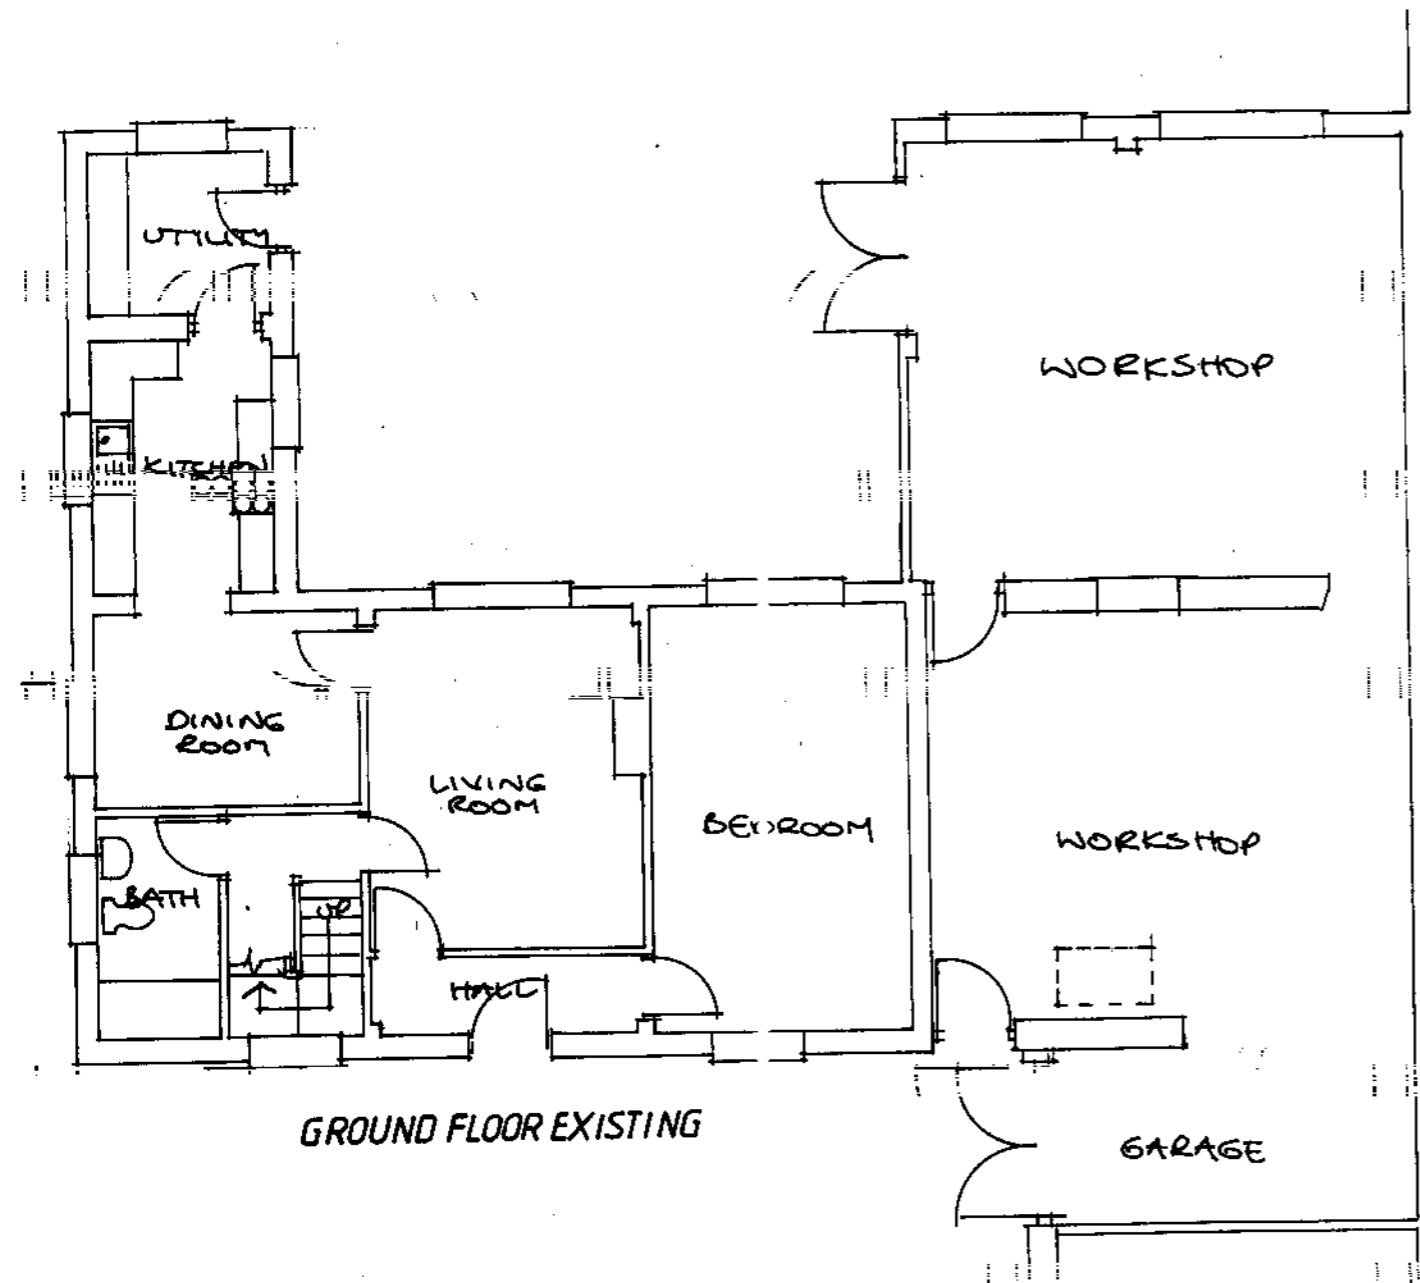 UTILITY
WORKSHOP
KITCHEN
DINING
ROOM
LIVING
ROOM
BEDROOM
WORKSHOP
BATH
UP
HALL
GROUND FLOOR EXISTING
GARAGE